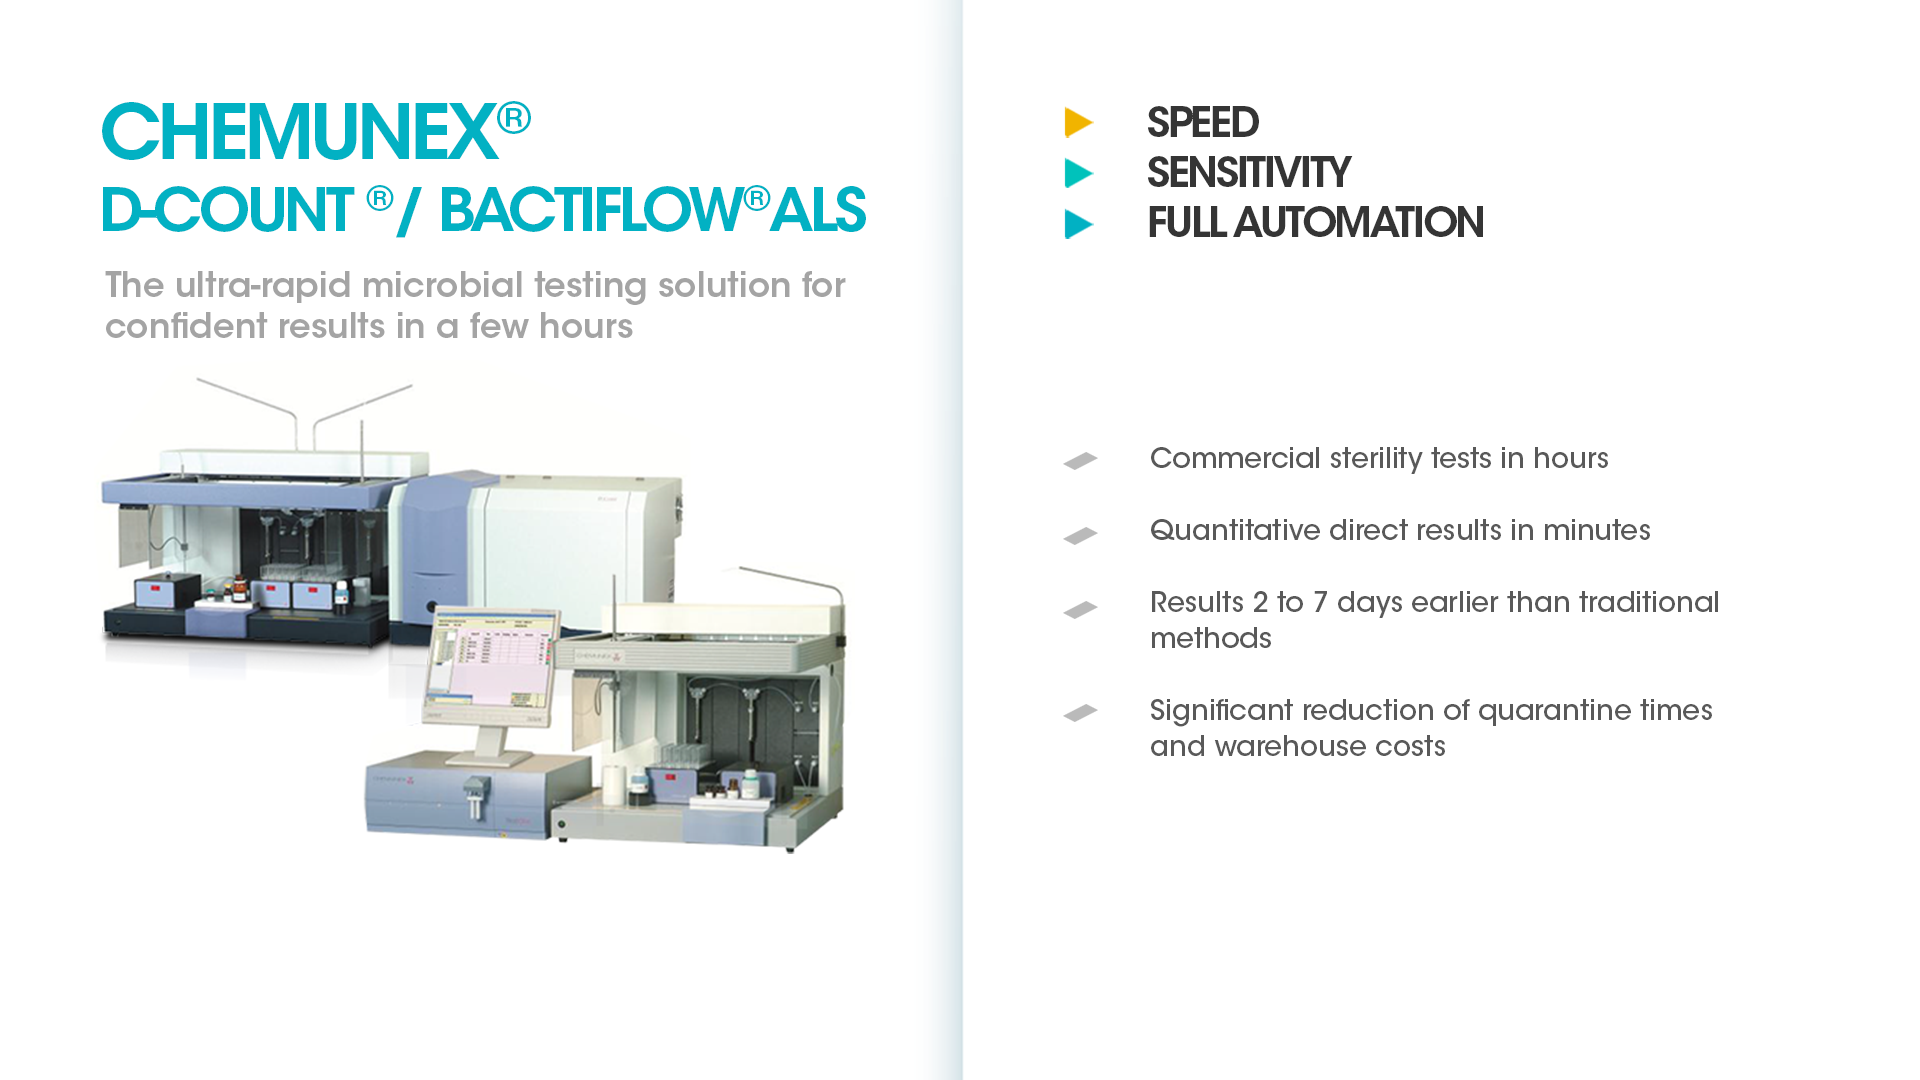 CHEMUNEX®
D-COUNT ®/ BACTIFLOW®ALS
The ultra-rapid microbial testing solution for
confident results in a few hours
CHEMUNEX
CHEMUNEX
SPEED
SENSITIVITY
FULL AUTOMATION
Commercial sterility tests in hours
Quantitative direct results in minutes
Results 2 to 7 days earlier than traditional
methods
Significant reduction of quarantine times
and warehouse costs